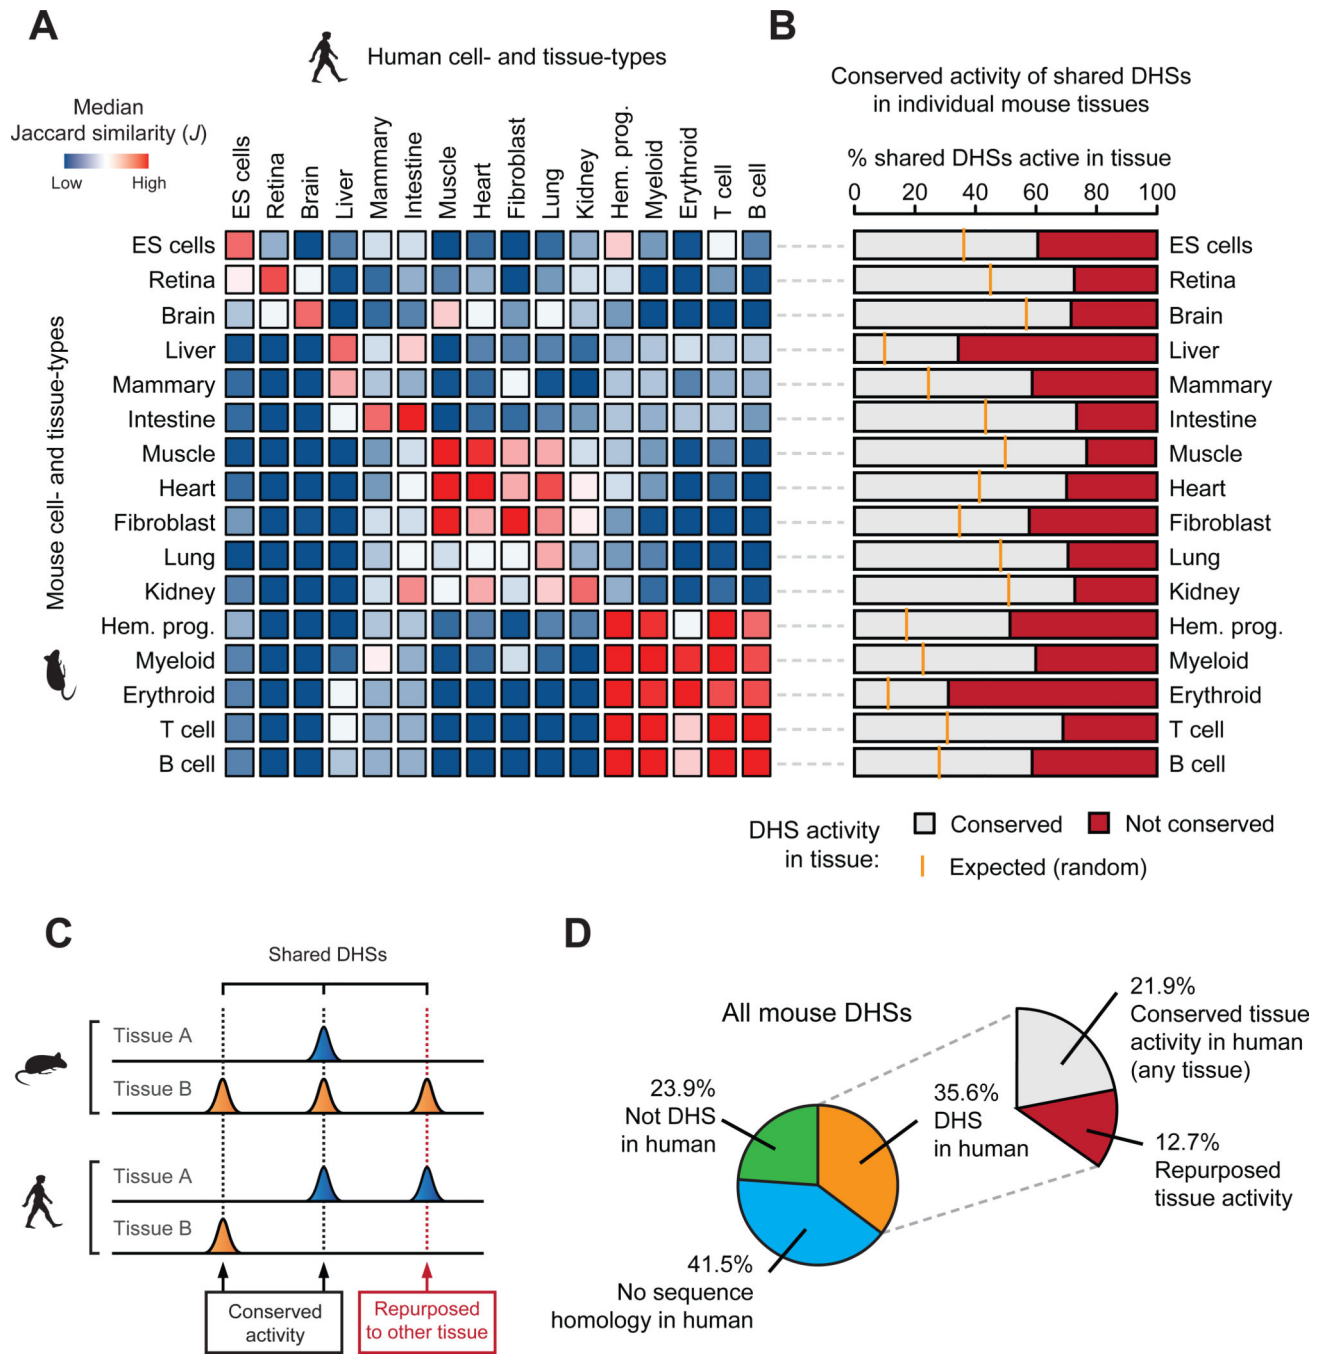 A
Human cell- and tissue-types
Median
Jaccard similarity (J)
Low High
ES cells
Retina
Brain
Liver
Mammary
Intestine
Muscle
Heart
Fibroblast
Lung
Kidney
Hem. prog.
Myeloid
Erythroid
T cell
B cell
Mouse cell- and tissue-types
ES cells
Retina
Brain
Liver
Mammary
Intestine
Muscle
Heart
Fibroblast
Lung
Kidney
Hem. prog.
Myeloid
Erythroid
T cell
B cell
B
Conserved activity of shared DHSs
in individual mouse tissues
% shared DHSs active in tissue
0 20 40 60 80 100
ES cells
Retina
Brain
Liver
Mammary
Intestine
Muscle
Heart
Fibroblast
Lung
Kidney
Hem. prog.
Myeloid
Erythroid
T cell
B cell
DHS activity
in tissue:
Conserved
Not conserved
Expected (random)
C
Shared DHSs
Tissue A
Tissue B
Tissue A
Tissue B
Conserved
activity
Repurposed
to other tissue
D
All mouse DHSs
23.9%
Not DHS
in human
35.6%
DHS
in human
41.5%
No sequence
homology in human
21.9%
Conserved tissue
activity in human
(any tissue)
12.7%
Repurposed
tissue activity